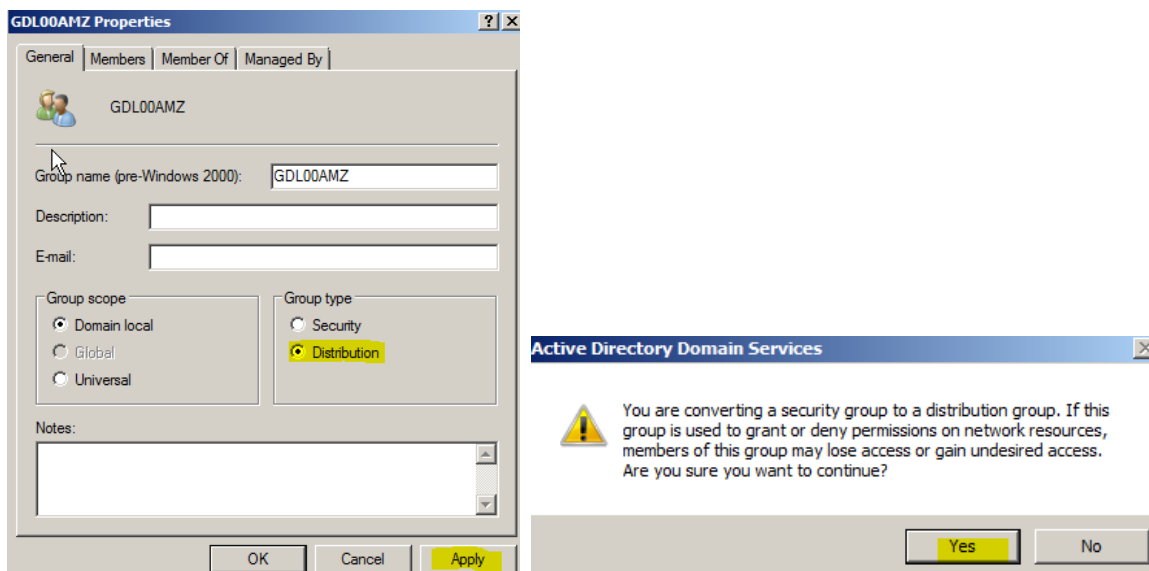 GDL00AMZ Properties
General Members Member Of Managed By
GDL00AMZ
Group name (pre-Windows 2000): GDL00AMZ
Description:
E-mail:
Group scope
Domain local
Global
Universal
Group type
Security
Distribution
Notes:
OK Cancel Apply
Active Directory Domain Services
You are converting a security group to a distribution group. If this
group is used to grant or deny permissions on network resources,
members of this group may lose access or gain undesired access.
Are you sure you want to continue?
Yes No